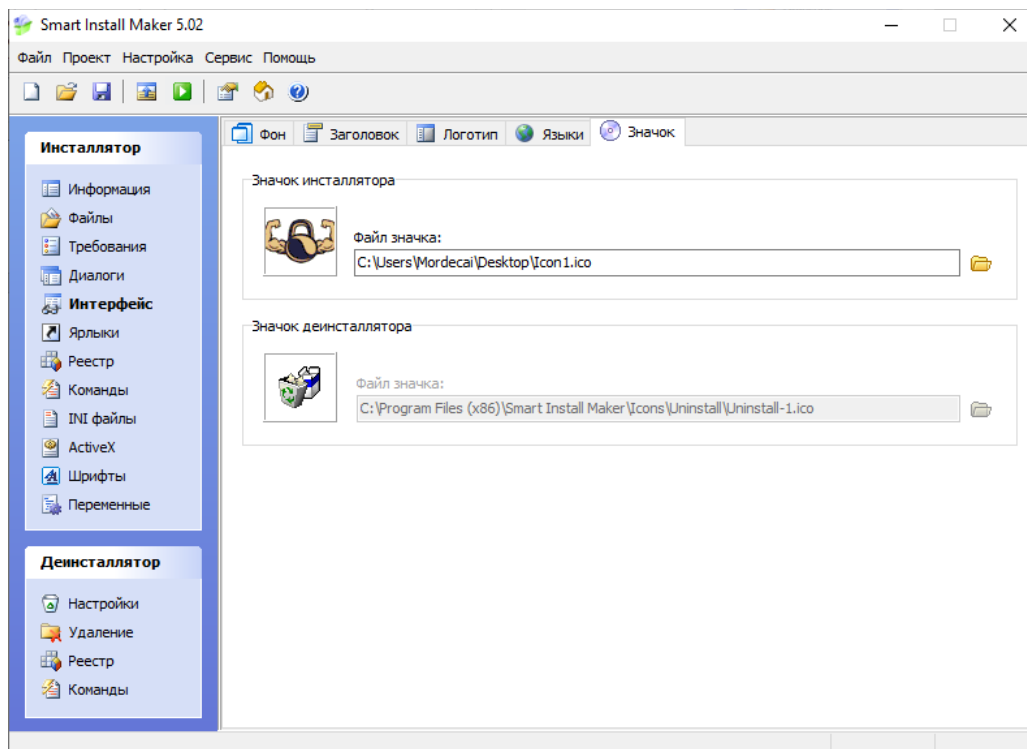 Smart Install Maker 5.02
Файл Проект Настройка Сервис Помощь
Инсталлятор
Информация
Файлы
Требования
Диалоги
Интерфейс
Ярлыки
Реестр
Команды
INI файлы
ActiveX
Шрифты
Переменные
Деинсталлятор
Настройки
Удаление
Реестр
Команды
Фон Заголовок Логотип Языки Значок
Значок инсталлятора
Файл значка:
C:\Users\Mordecai\Desktop\Icon1.ico
Значок деинсталлятора
Файл значка:
C:\Program Files (x86)\Smart Install Maker\Icons\Uninstall\Uninstall-1.ico